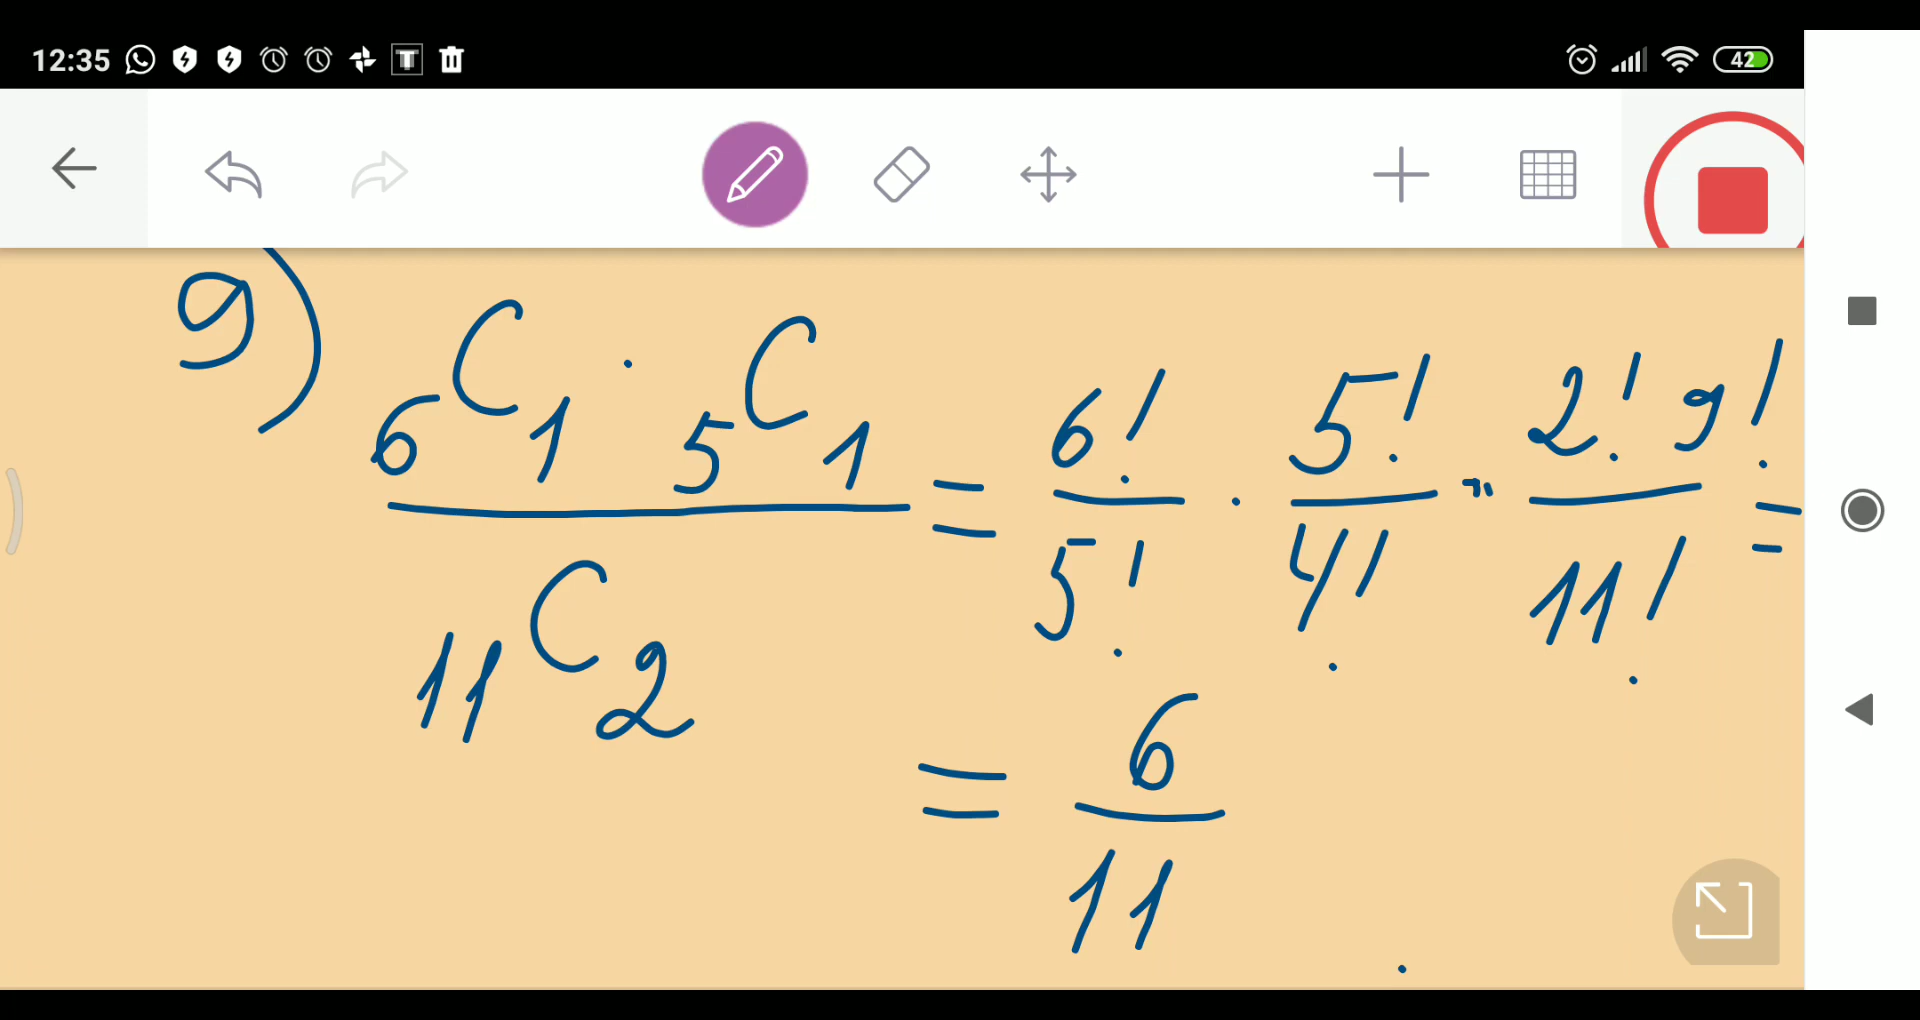 12:35 T 42
9) ₆C₁ · ₅C₁ / ₁₁C₂ = 6! / 5! · 5! / 4! · 2! 9! / 11! =
= 6 / 11